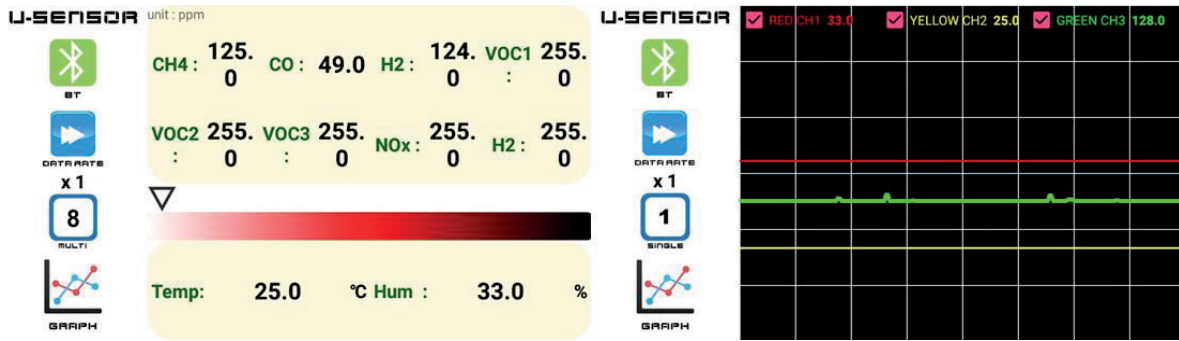 U-SENSOR
unit : ppm
BT
DATA RATE
x 1
8
MULTI
GRAPH
CH4 : 125.0 CO : 49.0 H2 : 124.0 VOC1 : 255.0
VOC2 : 255.0 VOC3 : 255.0 NOx : 255.0 H2 : 255.0
Temp: 25.0 ℃ Hum : 33.0 %
U-SENSOR
BT
DATA RATE
x 1
1
SINGLE
GRAPH
RED CH1 33.0 YELLOW CH2 25.0 GREEN CH3 128.0